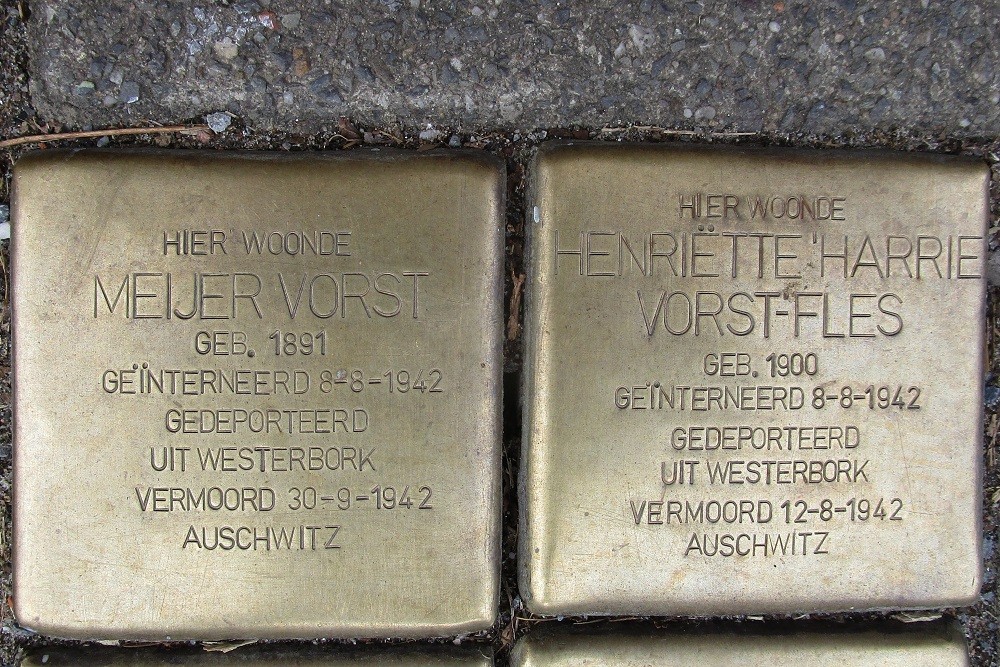 HIER WOONDE
MEIJER VORST
GEB. 1891
GEÏNTERNEERD 8-8-1942
GEDEPORTEERD
UIT WESTERBORK
VERMOORD 30-9-1942
AUSCHWITZ
HIER WOONDE
HENRIËTTE 'HARRIE
VORST-FLES
GEB. 1900
GEÏNTERNEERD 8-8-1942
GEDEPORTEERD
UIT WESTERBORK
VERMOORD 12-8-1942
AUSCHWITZ